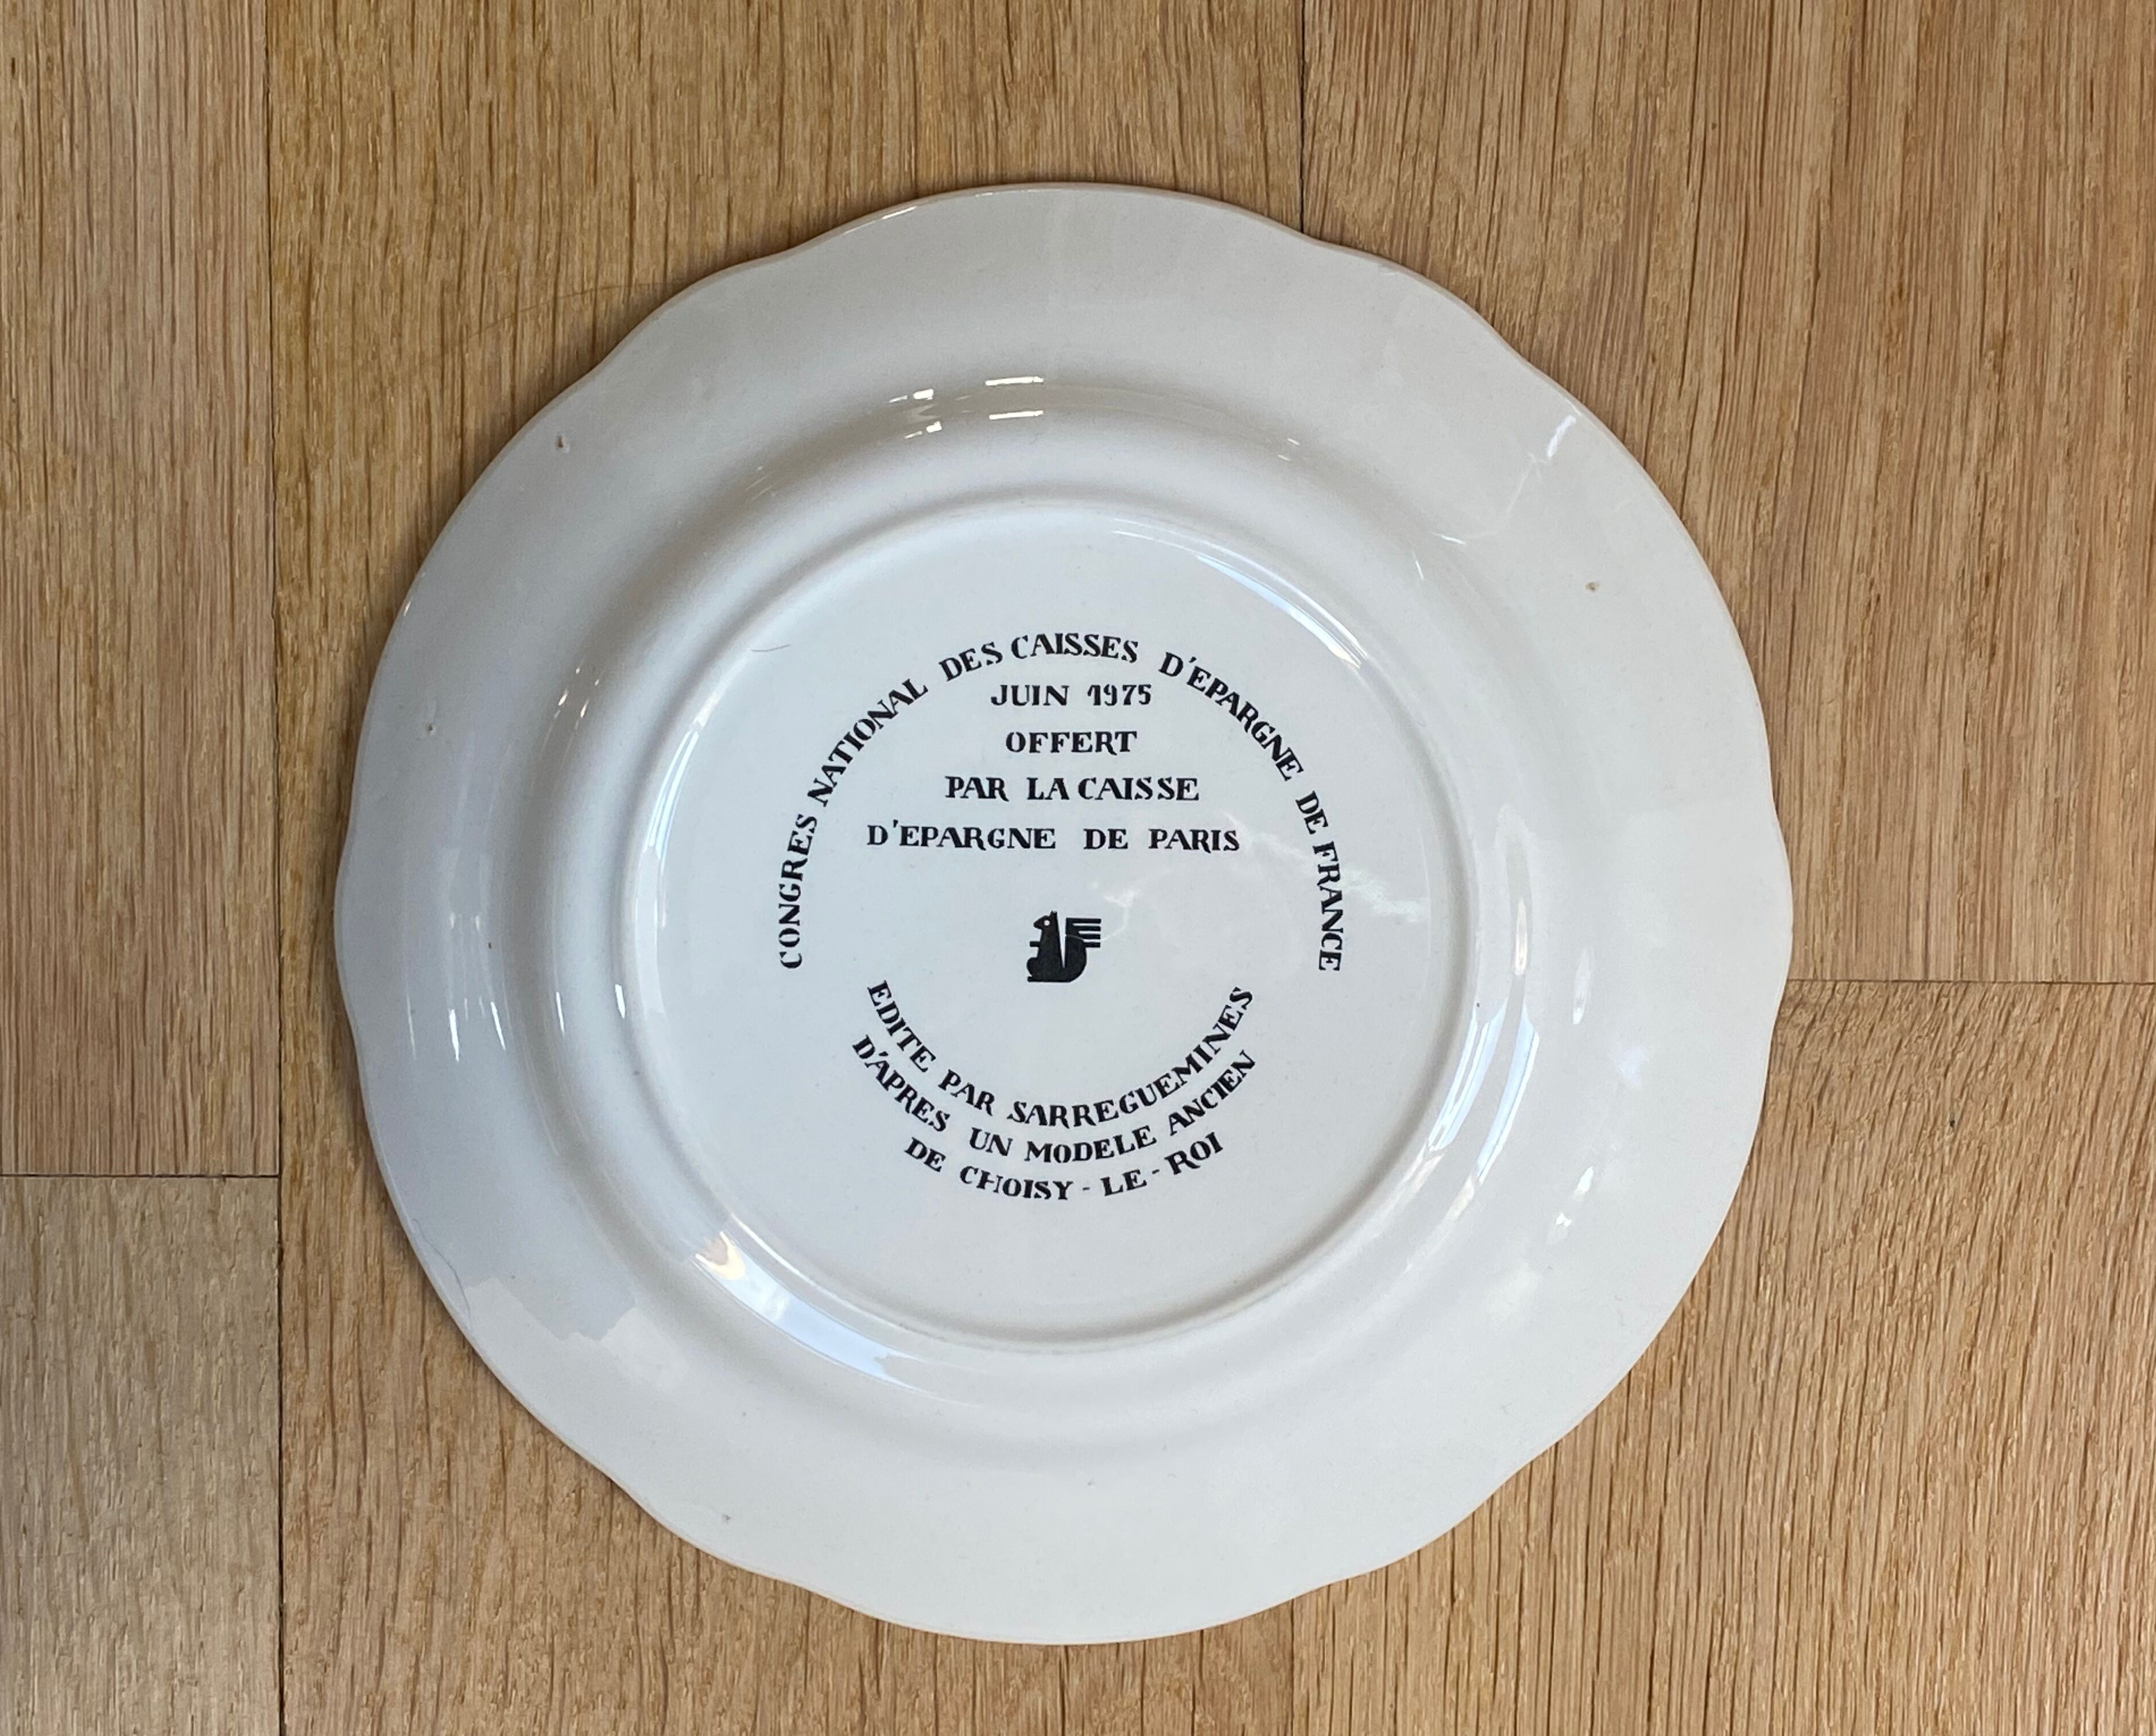 CONGRES NATIONAL DES CAISSES D'EPARGNE DE FRANCE
JUIN 1975
OFFERT
PAR LA CAISSE
D'EPARGNE DE PARIS
EDITE PAR SARREGUEMINES
D'APRES UN MODELE ANCIEN
DE CHOISY-LE-ROI